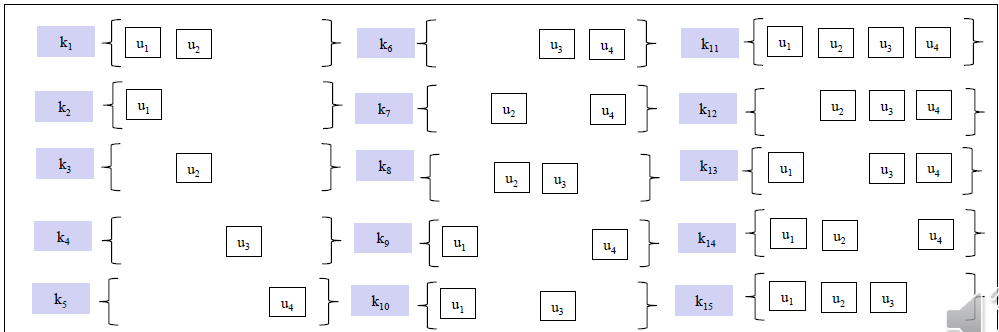 k1 { u1 u2 } k6 { u3 u4 } k11 { u1 u2 u3 u4 }
k2 { u1 } k7 { u2 u4 } k12 { u2 u3 u4 }
k3 { u2 } k8 { u2 u3 } k13 { u1 u3 u4 }
k4 { u3 } k9 { u1 u4 } k14 { u1 u2 u4 }
k5 { u4 } k10 { u1 u3 } k15 { u1 u2 u3 }